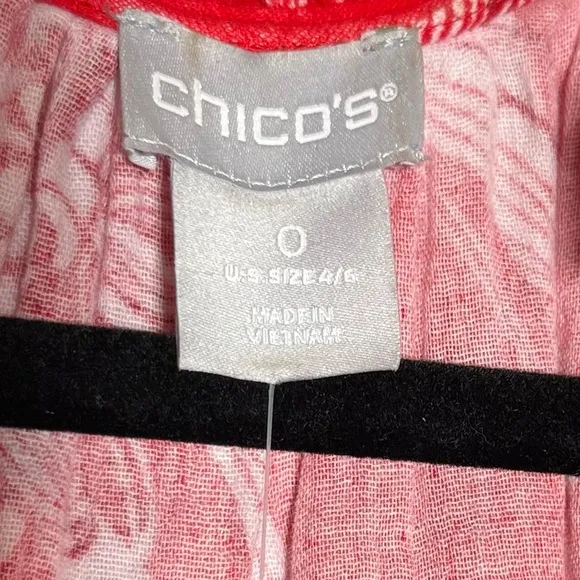 chico's®
0
U.S. SIZE 4/6
MADE IN
VIETNAM